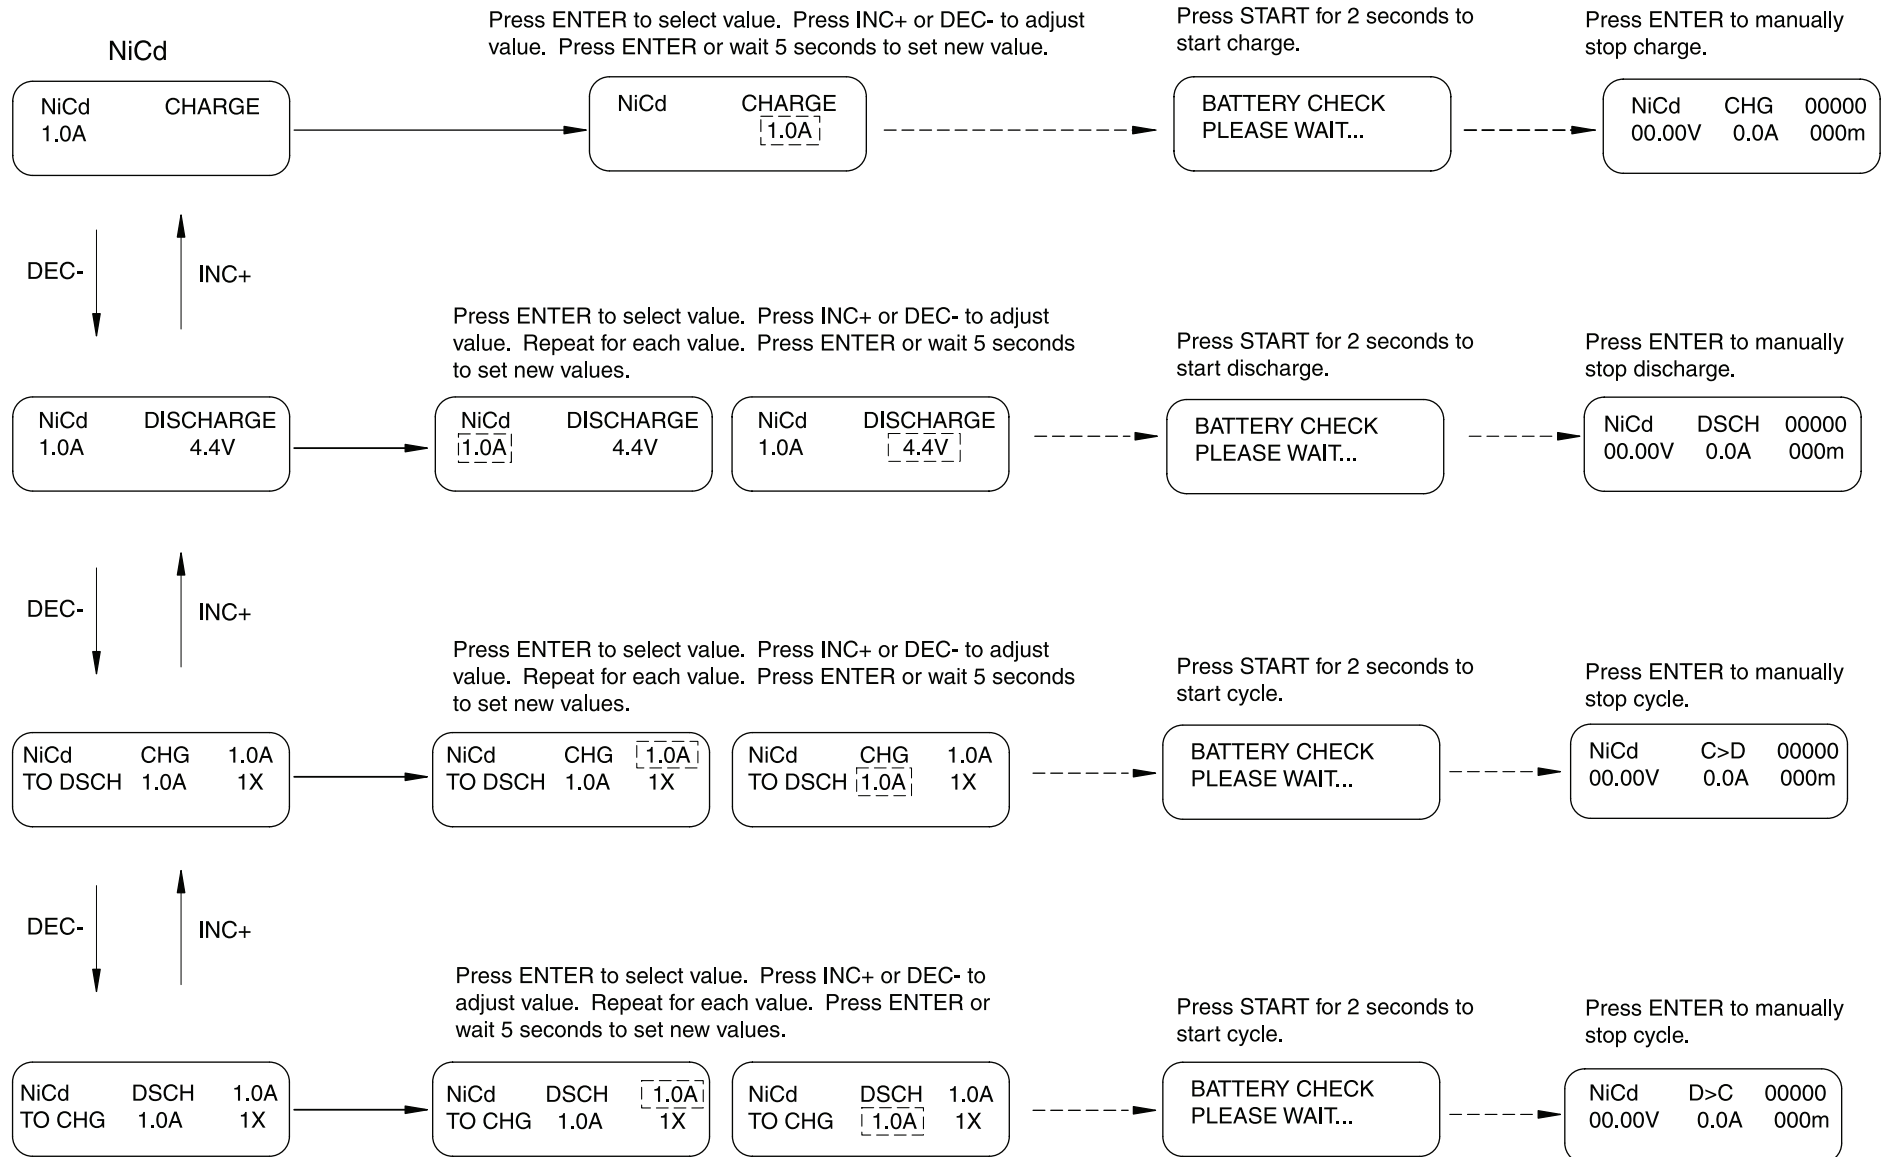 NiCd
Press ENTER to select value. Press INC+ or DEC- to adjust
value. Press ENTER or wait 5 seconds to set new value.
Press START for 2 seconds to
start charge.
Press ENTER to manually
stop charge.
NiCd CHARGE
1.0A
NiCd CHARGE
1.0A
BATTERY CHECK
PLEASE WAIT...
NiCd CHG 00000
00.00V 0.0A 000m
DEC- INC+
Press ENTER to select value. Press INC+ or DEC- to adjust
value. Repeat for each value. Press ENTER or wait 5 seconds
to set new values.
Press START for 2 seconds to
start discharge.
Press ENTER to manually
stop discharge.
NiCd DISCHARGE
1.0A 4.4V
NiCd DISCHARGE
1.0A 4.4V
NiCd DISCHARGE
1.0A 4.4V
BATTERY CHECK
PLEASE WAIT...
NiCd DSCH 00000
00.00V 0.0A 000m
DEC- INC+
Press ENTER to select value. Press INC+ or DEC- to adjust
value. Repeat for each value. Press ENTER or wait 5 seconds
to set new values.
Press START for 2 seconds to
start cycle.
Press ENTER to manually
stop cycle.
NiCd CHG 1.0A
TO DSCH 1.0A 1X
NiCd CHG 1.0A
TO DSCH 1.0A 1X
NiCd CHG 1.0A
TO DSCH 1.0A 1X
BATTERY CHECK
PLEASE WAIT...
NiCd C>D 00000
00.00V 0.0A 000m
DEC- INC+
Press ENTER to select value. Press INC+ or DEC- to
adjust value. Repeat for each value. Press ENTER or
wait 5 seconds to set new values.
Press START for 2 seconds to
start cycle.
Press ENTER to manually
stop cycle.
NiCd DSCH 1.0A
TO CHG 1.0A 1X
NiCd DSCH 1.0A
TO CHG 1.0A 1X
NiCd DSCH 1.0A
TO CHG 1.0A 1X
BATTERY CHECK
PLEASE WAIT...
NiCd D>C 00000
00.00V 0.0A 000m